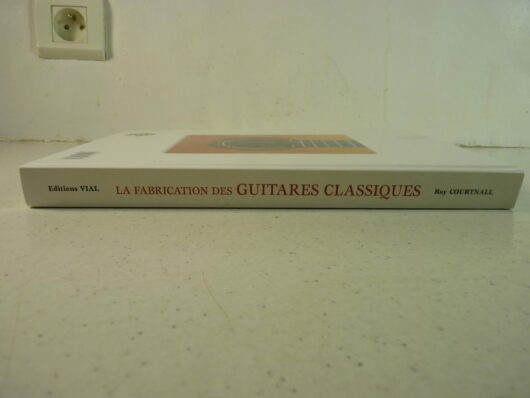 Editions VIAL LA FABRICATION DES GUITARES CLASSIQUES Roy COURTNALL